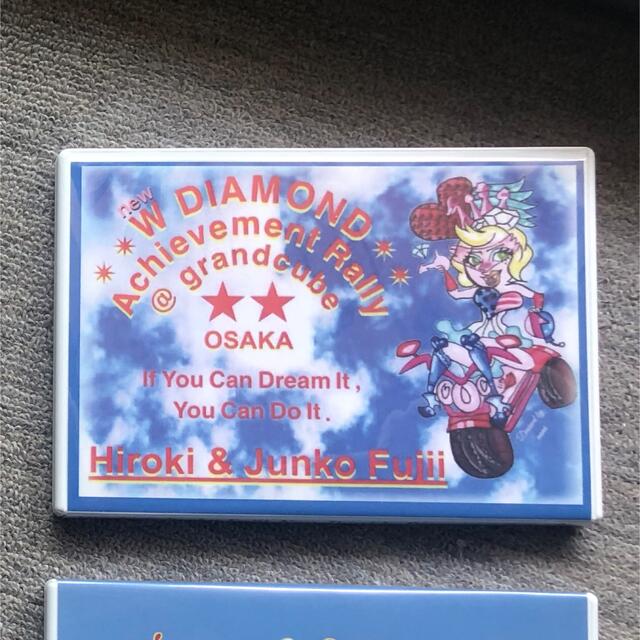 new
W DIAMOND
Achievement Rally
@ grandcube
★★
OSAKA
If You Can Dream It,
You Can Do It.
Hiroki & Junko Fujii